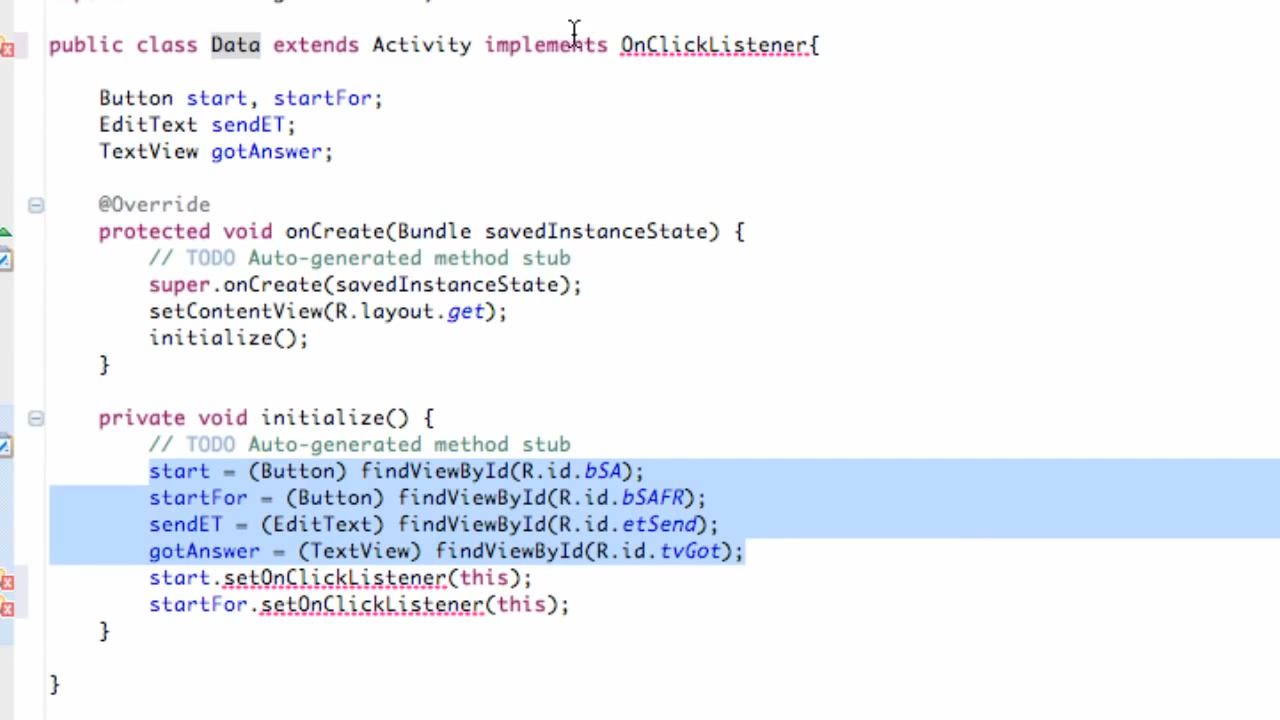 public class Data extends Activity implements OnClickListener{
Button start, startFor;
EditText sendET;
TextView gotAnswer;
@Override
protected void onCreate(Bundle savedInstanceState) {
// TODO Auto-generated method stub
super.onCreate(savedInstanceState);
setContentView(R.layout.get);
initialize();
}
private void initialize() {
// TODO Auto-generated method stub
start = (Button) findViewById(R.id.bSA);
startFor = (Button) findViewById(R.id.bSAFR);
sendET = (EditText) findViewById(R.id.etSend);
gotAnswer = (TextView) findViewById(R.id.tvGot);
start.setOnClickListener(this);
startFor.setOnClickListener(this);
}
}